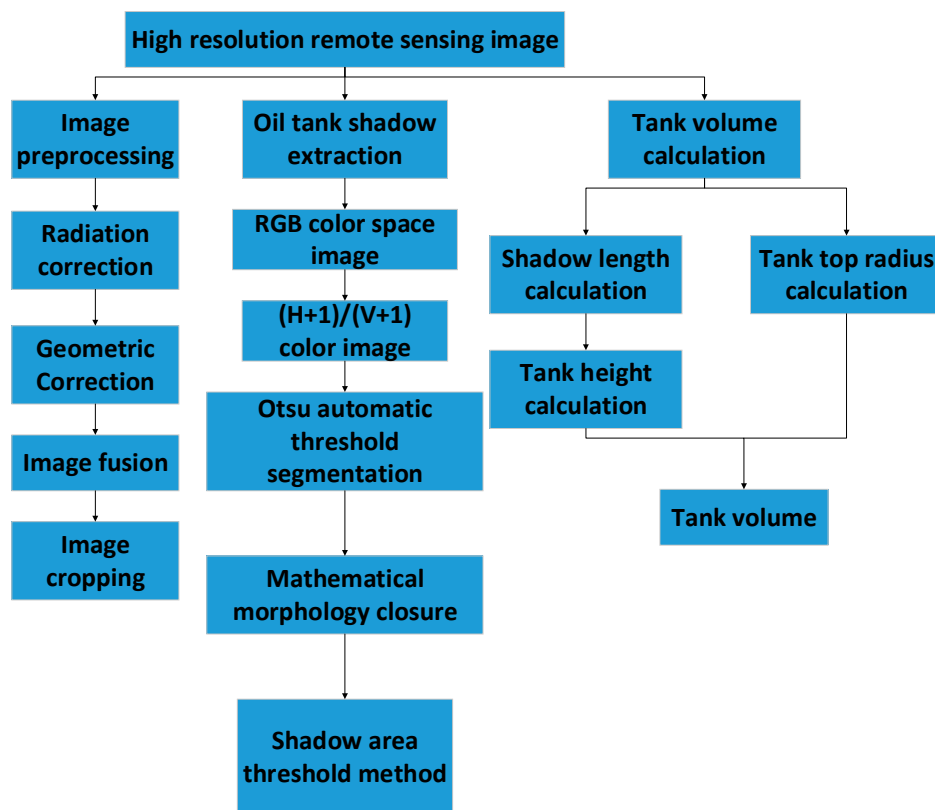 High resolution remote sensing image
Image
preprocessing
Radiation
correction
Geometric
Correction
Image fusion
Image
cropping
Oil tank shadow
extraction
RGB color space
image
(H+1)/(V+1)
color image
Otsu automatic
threshold
segmentation
Mathematical
morphology closure
Shadow area
threshold method
Tank volume
calculation
Shadow length
calculation
Tank height
calculation
Tank top radius
calculation
Tank volume